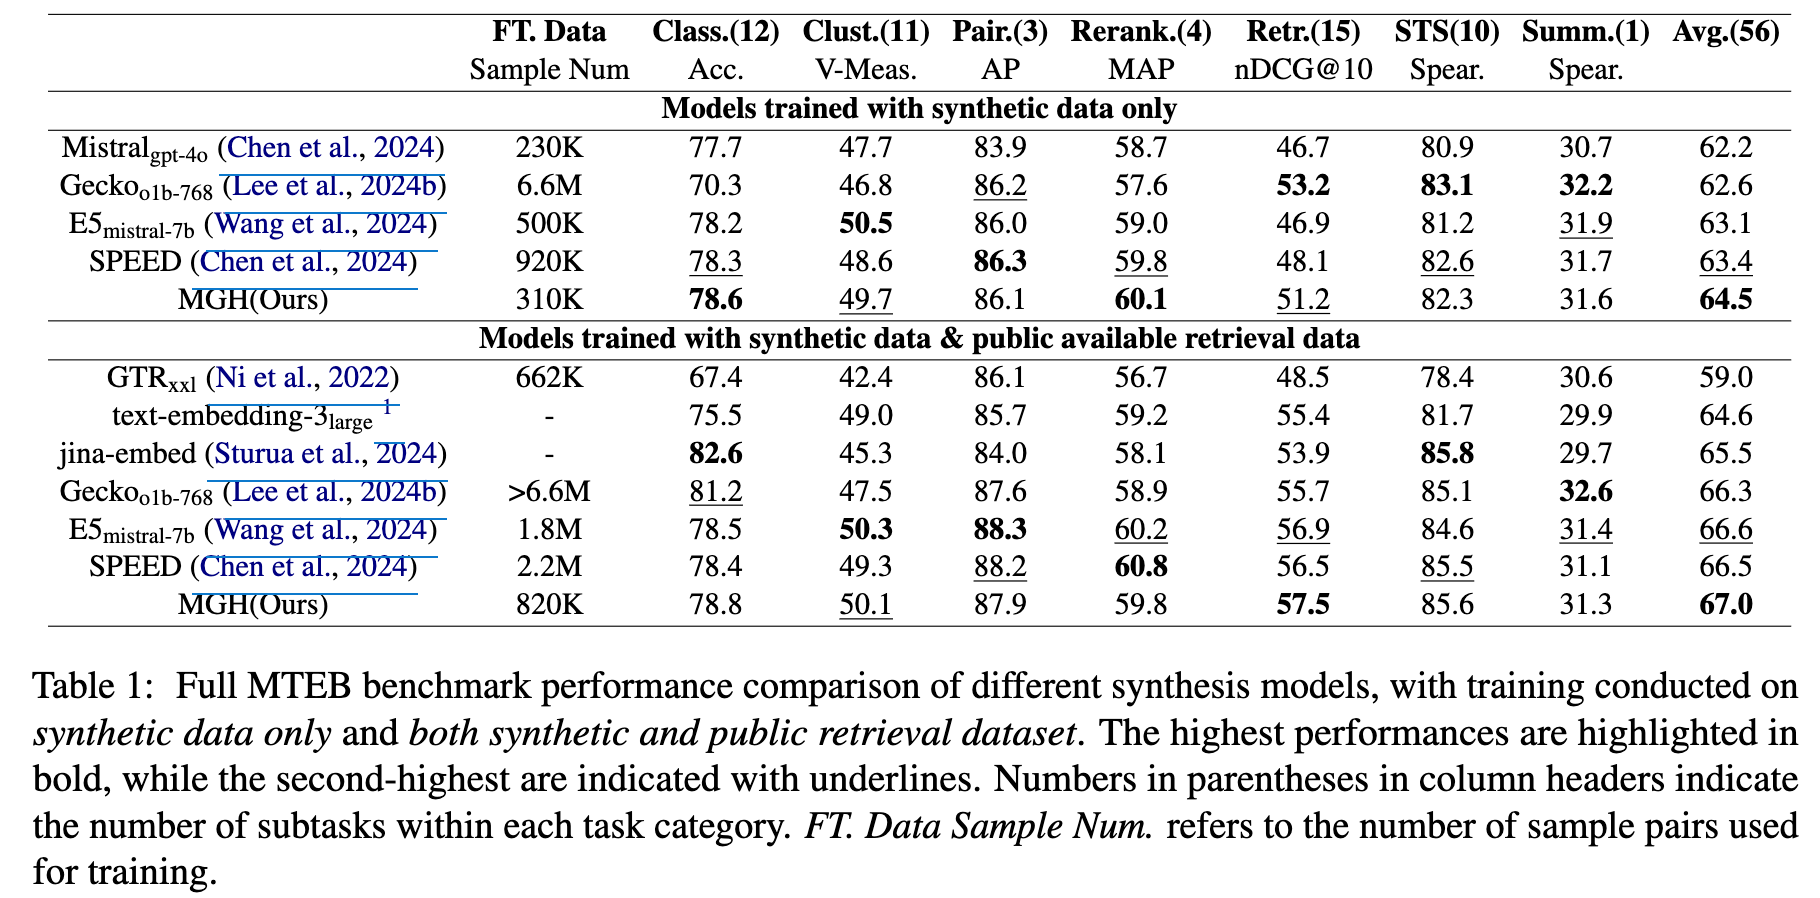 FT. Data Class.(12) Clust.(11) Pair.(3) Rerank.(4) Retr.(15) STS(10) Summ.(1) Avg.(56)
Sample Num Acc. V-Meas. AP MAP nDCG@10 Spear. Spear.
Models trained with synthetic data only
Mistralgpt-4o (Chen et al., 2024) 230K 77.7 47.7 83.9 58.7 46.7 80.9 30.7 62.2
Geckoo1b-768 (Lee et al., 2024b) 6.6M 70.3 46.8 86.2 57.6 53.2 83.1 32.2 62.6
E5mistral-7b (Wang et al., 2024) 500K 78.2 50.5 86.0 59.0 46.9 81.2 31.9 63.1
SPEED (Chen et al., 2024) 920K 78.3 48.6 86.3 59.8 48.1 82.6 31.7 63.4
MGH(Ours) 310K 78.6 49.7 86.1 60.1 51.2 82.3 31.6 64.5
Models trained with synthetic data & public available retrieval data
GTRxxl (Ni et al., 2022) 662K 67.4 42.4 86.1 56.7 48.5 78.4 30.6 59.0
text-embedding-3large 1 - 75.5 49.0 85.7 59.2 55.4 81.7 29.9 64.6
jina-embed (Sturua et al., 2024) - 82.6 45.3 84.0 58.1 53.9 85.8 29.7 65.5
Geckoo1b-768 (Lee et al., 2024b) >6.6M 81.2 47.5 87.6 58.9 55.7 85.1 32.6 66.3
E5mistral-7b (Wang et al., 2024) 1.8M 78.5 50.3 88.3 60.2 56.9 84.6 31.4 66.6
SPEED (Chen et al., 2024) 2.2M 78.4 49.3 88.2 60.8 56.5 85.5 31.1 66.5
MGH(Ours) 820K 78.8 50.1 87.9 59.8 57.5 85.6 31.3 67.0
Table 1: Full MTEB benchmark performance comparison of different synthesis models, with training conducted on
synthetic data only and both synthetic and public retrieval dataset. The highest performances are highlighted in
bold, while the second-highest are indicated with underlines. Numbers in parentheses in column headers indicate
the number of subtasks within each task category. FT. Data Sample Num. refers to the number of sample pairs used
for training.